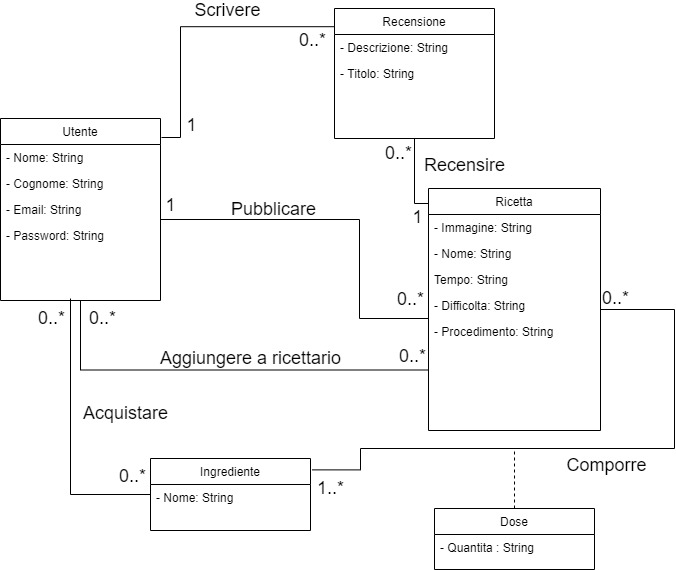 Scrivere
Recensione
0..*
- Descrizione: String
- Titolo: String
1
Utente
- Nome: String
- Cognome: String
- Email: String
- Password: String
0..*
Recensire
1
Ricetta
- Immagine: String
- Nome: String
Tempo: String
- Difficolta: String
- Procedimento: String
1
Pubblicare
0..*
0..*
0..*
0..*
Aggiungere a ricettario
0..*
Acquistare
0..*
Ingrediente
- Nome: String
1..*
Comporre
Dose
- Quantita : String